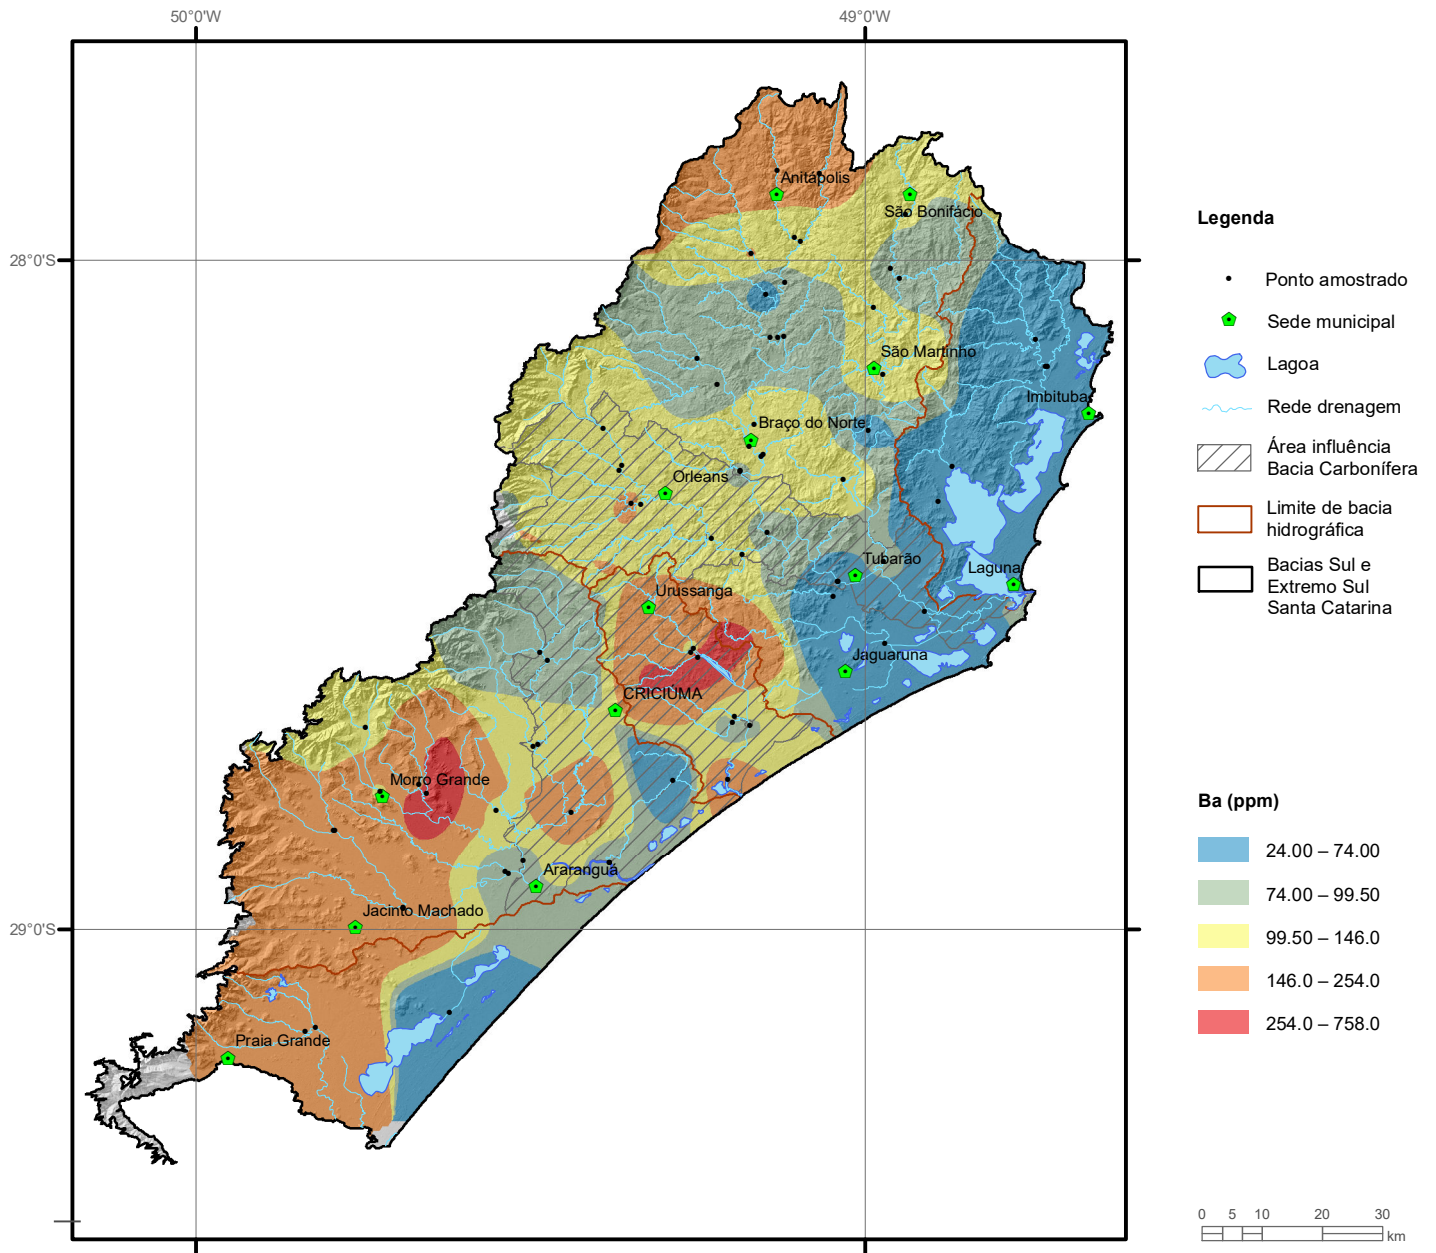 50°0'W
49°0'W
28°0'S
29°0'S
Anitápolis
São Bonifácio
São Martinho
Imbituba
Braço do Norte
Orleans
Tubarão
Laguna
Urussanga
Jaguaruna
CRICIÚMA
Morro Grande
Araranguá
Jacinto Machado
Praia Grande
Legenda
Ponto amostrado
Sede municipal
Lagoa
Rede drenagem
Área influência
Bacia Carbonífera
Limite de bacia
hidrográfica
Bacias Sul e
Extremo Sul
Santa Catarina
Ba (ppm)
24.00 – 74.00
74.00 – 99.50
99.50 – 146.0
146.0 – 254.0
254.0 – 758.0
0 5 10 20 30
km